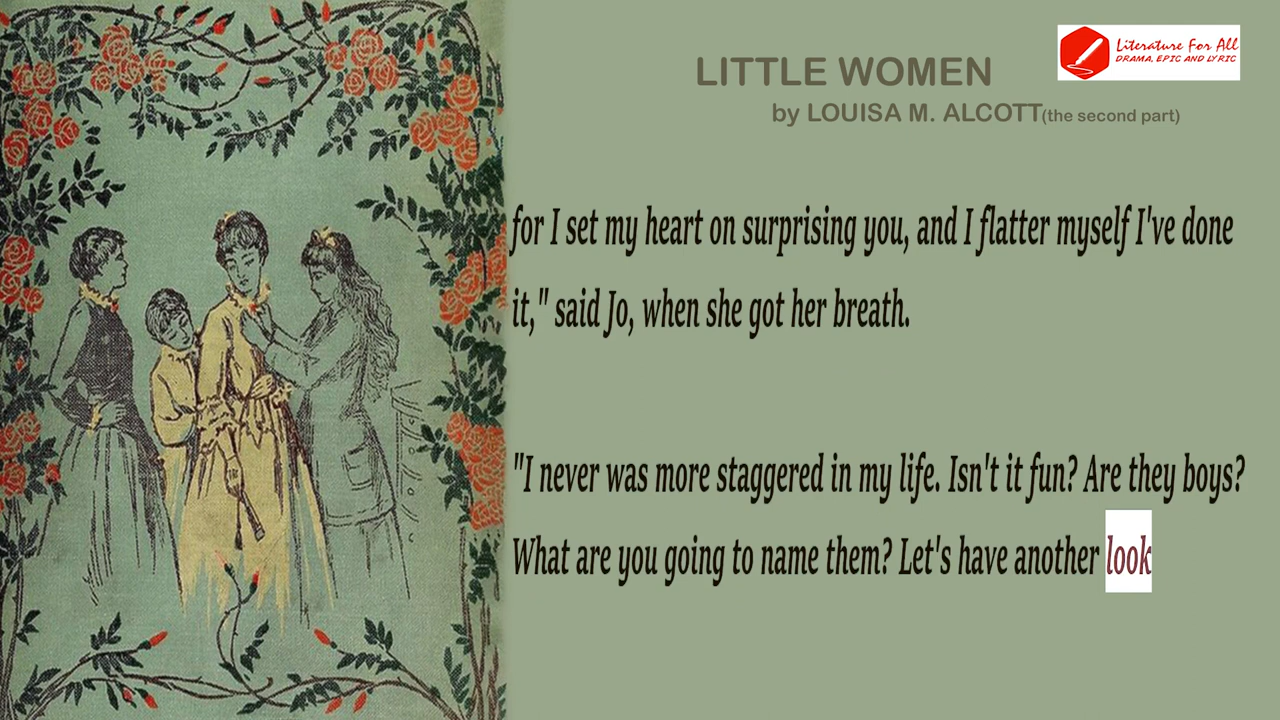 LITTLE WOMEN
Literature For All
DRAMA, EPIC AND LYRIC
by LOUISA M. ALCOTT(the second part)
for I set my heart on surprising you, and I flatter myself I've done
it," said Jo, when she got her breath.
"I never was more staggered in my life. Isn't it fun? Are they boys?
What are you going to name them? Let's have another look